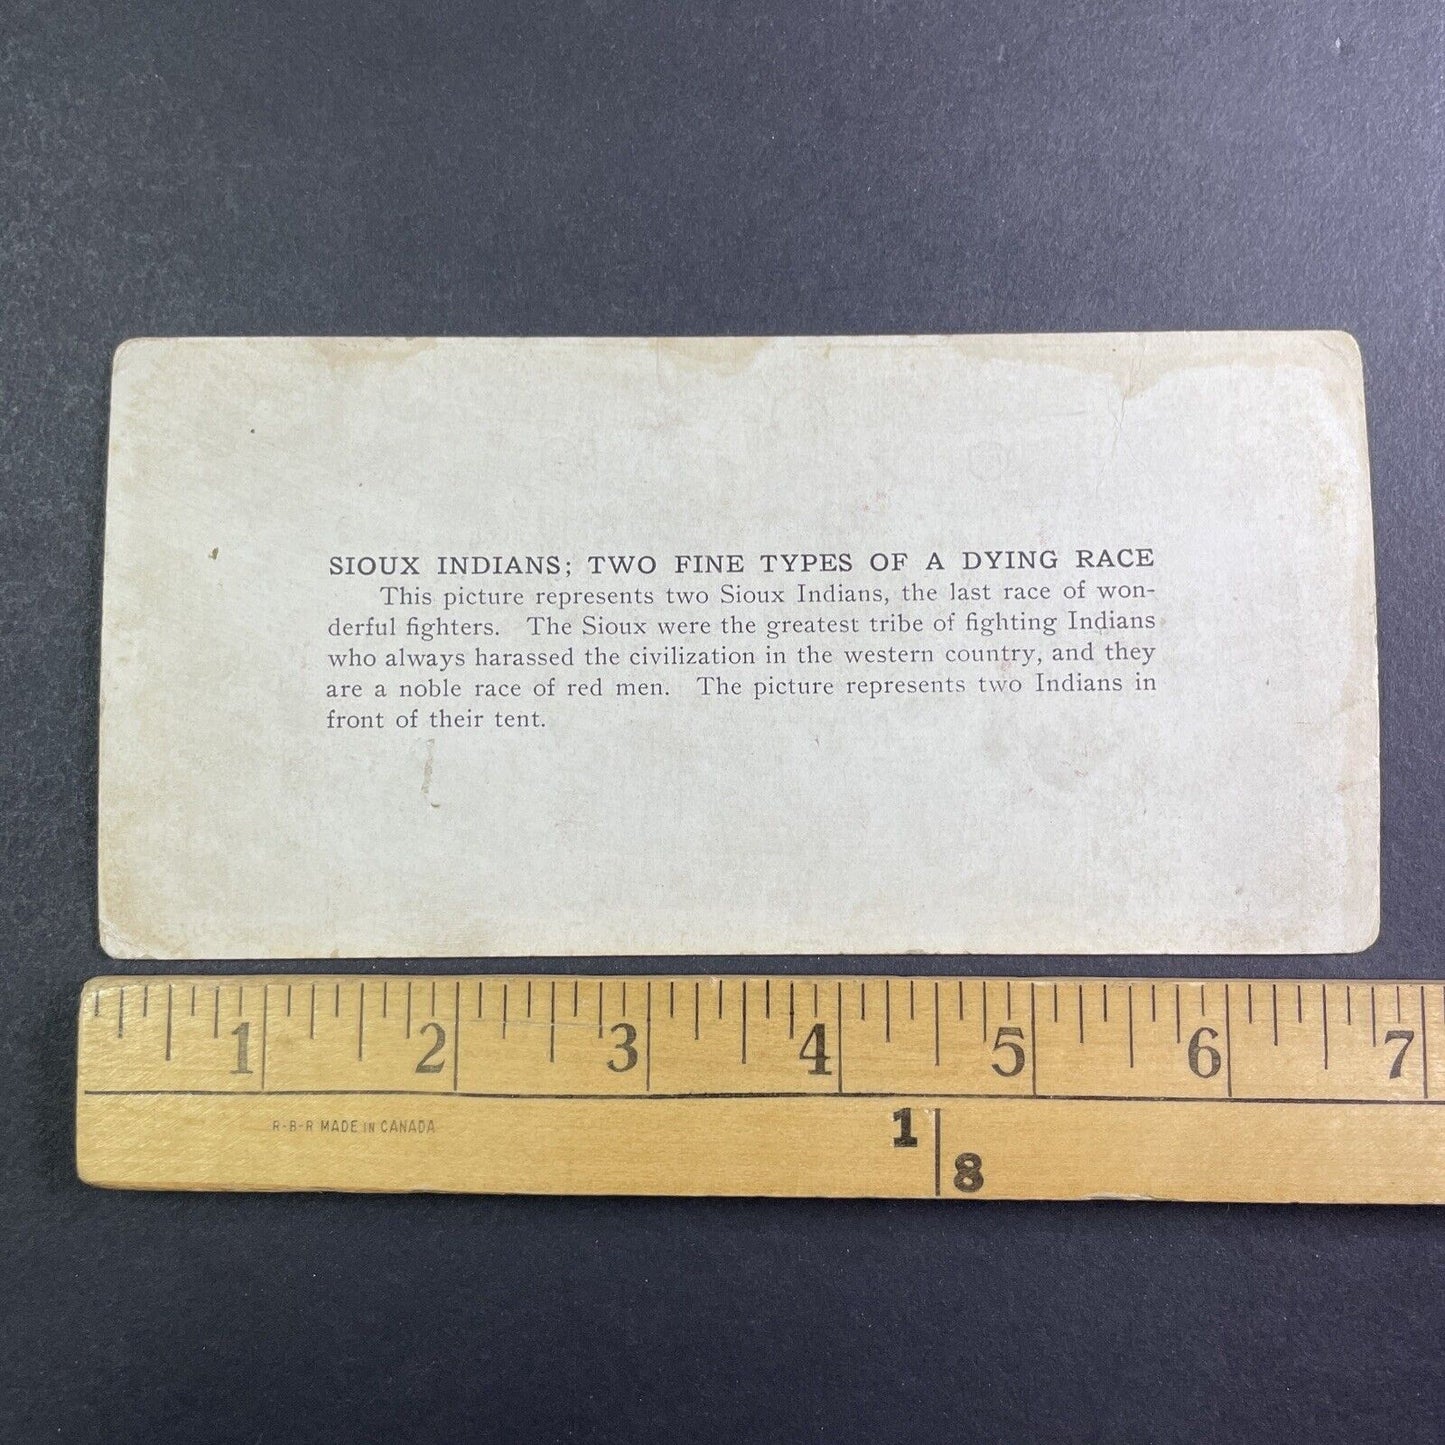 SIOUX INDIANS; TWO FINE TYPES OF A DYING RACE
This picture represents two Sioux Indians, the last race of won-
derful fighters. The Sioux were the greatest tribe of fighting Indians
who always harassed the civilization in the western country, and they
are a noble race of red men. The picture represents two Indians in
front of their tent.
1 2 3 4 5 6 7
R-B-R MADE IN CANADA
1
8